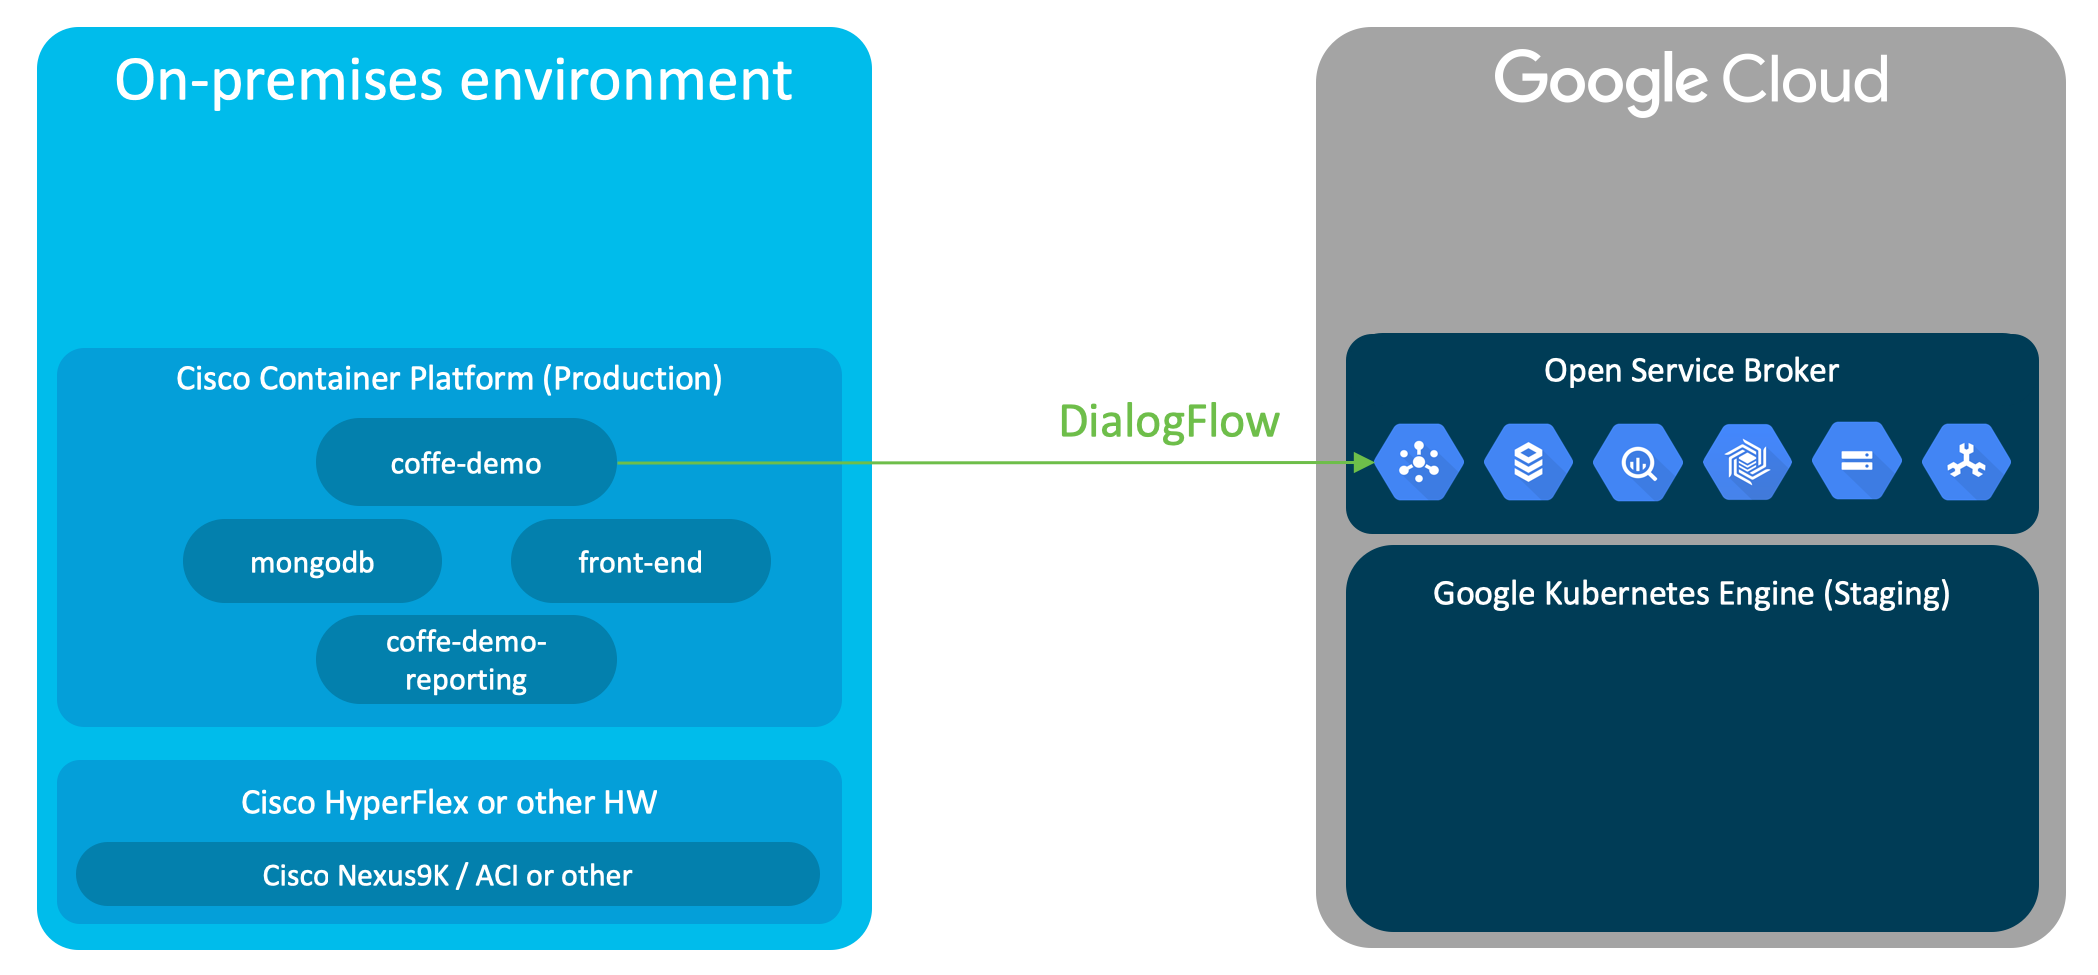 On-premises environment
Google Cloud
Cisco Container Platform (Production)
coffe-demo
mongodb
front-end
coffe-demo-
reporting
Cisco HyperFlex or other HW
Cisco Nexus9K / ACI or other
DialogFlow
Open Service Broker
Google Kubernetes Engine (Staging)